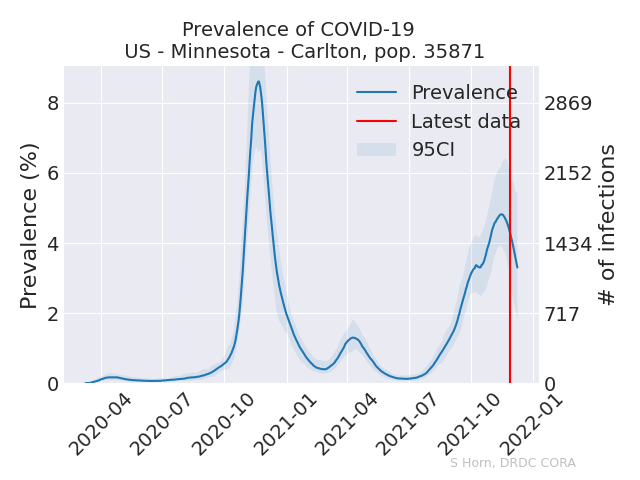 Prevalence of COVID-19
US - Minnesota - Carlton, pop. 35871
Prevalence
Latest data
95CI
Prevalence (%)
8
6
4
2
0
2869
2152
1434
717
0
# of infections
2020-04
2020-07
2020-10
2021-01
2021-04
2021-07
2021-10
2022-01
S Horn, DRDC CORA